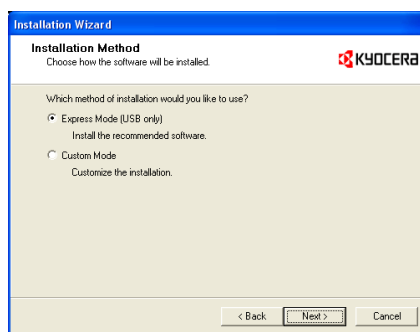 Installation Wizard
Installation Method
Choose how the software will be installed.
KYOCERA
Which method of installation would you like to use?
Express Mode (USB only)
Install the recommended software.
Custom Mode
Customize the installation.
< Back Next > Cancel